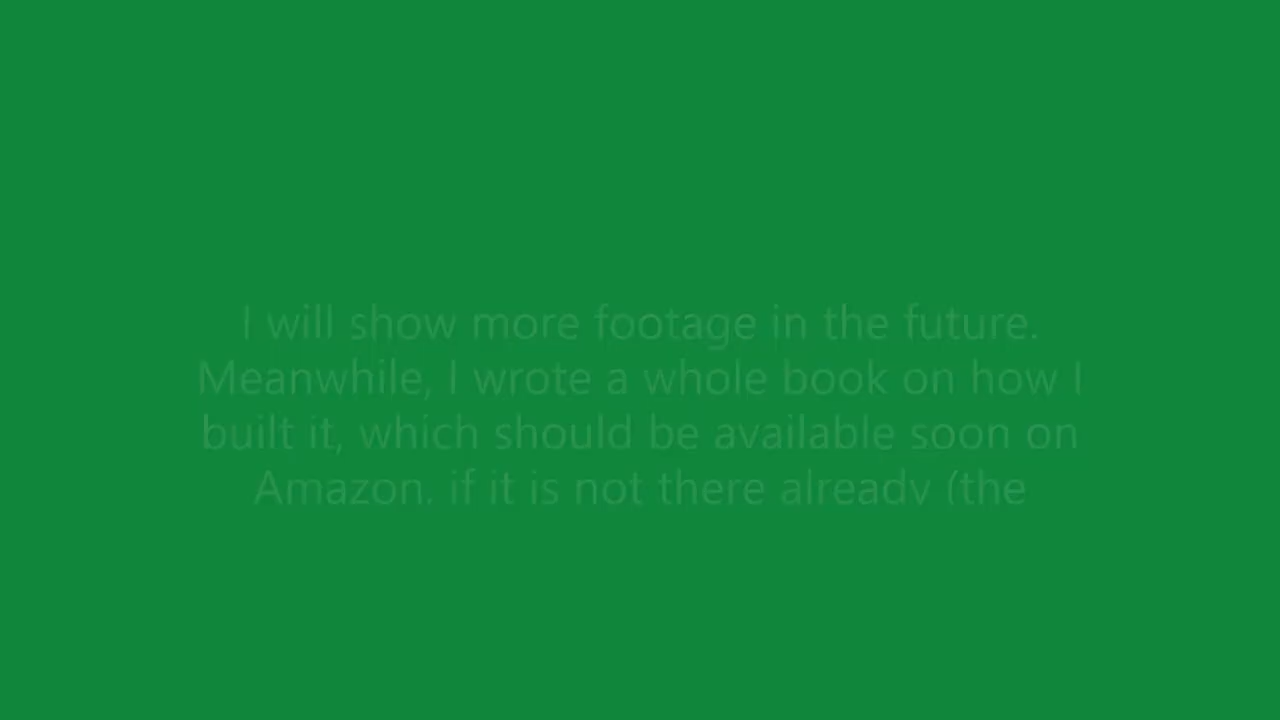 I will show more footage in the future.
Meanwhile, I wrote a whole book on how I
built it, which should be available soon on
Amazon. if it is not there already (the